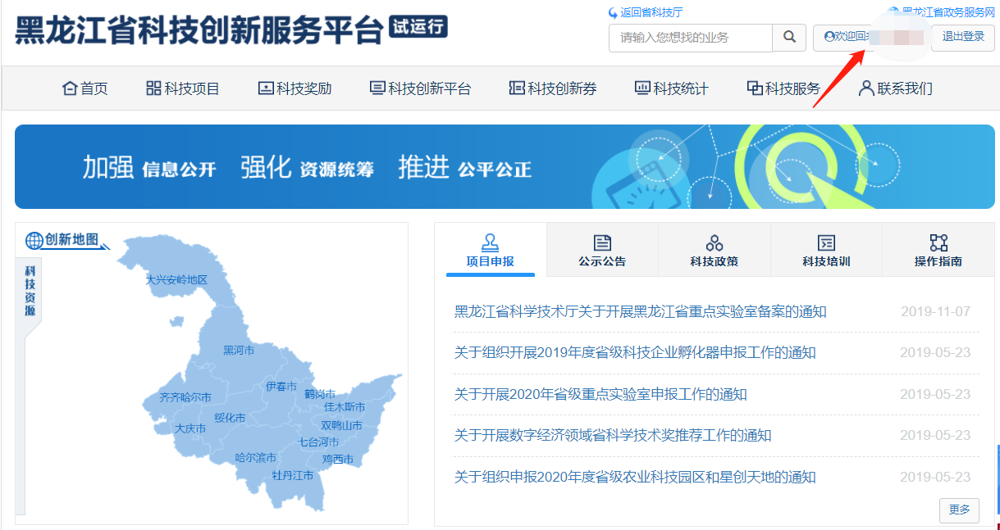 返回省科技厅
黑龙江省政务服务网
黑龙江省科技创新服务平台 试运行
请输入您想找的业务
欢迎回来
退出登录
首页
科技项目
科技奖励
科技创新平台
科技创新券
科技统计
科技服务
联系我们
加强 信息公开 强化 资源统筹 推进 公平公正
创新地图
科技资源
大兴安岭地区
黑河市
伊春市
鹤岗市
齐齐哈尔市
佳木斯市
绥化市
双鸭山市
大庆市
七台河市
哈尔滨市
鸡西市
牡丹江市
项目申报
公示公告
科技政策
科技培训
操作指南
黑龙江省科学技术厅关于开展黑龙江省重点实验室备案的通知 2019-11-07
关于组织开展2019年度省级科技企业孵化器申报工作的通知 2019-05-23
关于开展2020年省级重点实验室申报工作的通知 2019-05-23
关于开展数字经济领域省科学技术奖推荐工作的通知 2019-05-23
关于组织申报2020年度省级农业科技园区和星创天地的通知 2019-05-23
更多